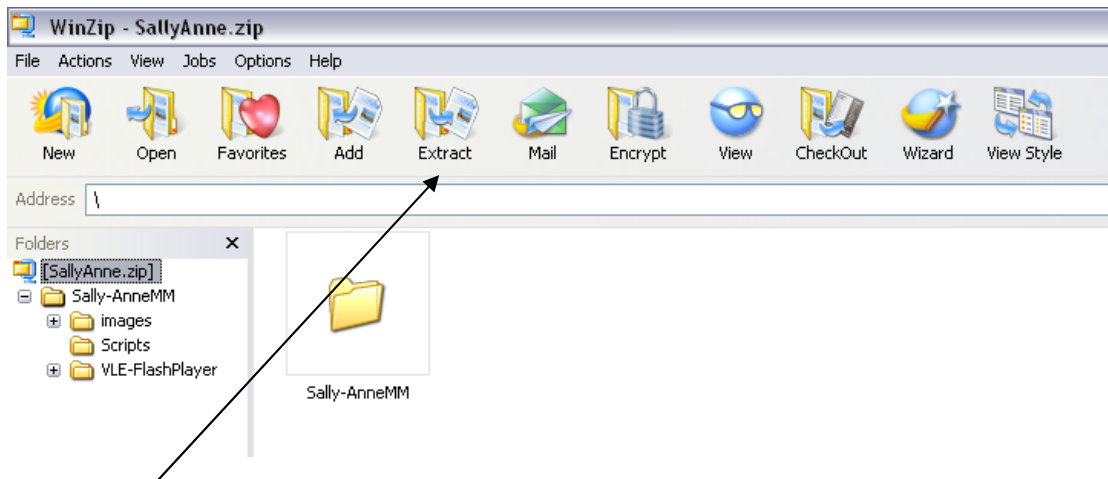 WinZip - SallyAnne.zip
File Actions View Jobs Options Help
New Open Favorites Add Extract Mail Encrypt View CheckOut Wizard View Style
Address \
Folders
[SallyAnne.zip]
Sally-AnneMM
images
Scripts
VLE-FlashPlayer
Sally-AnneMM